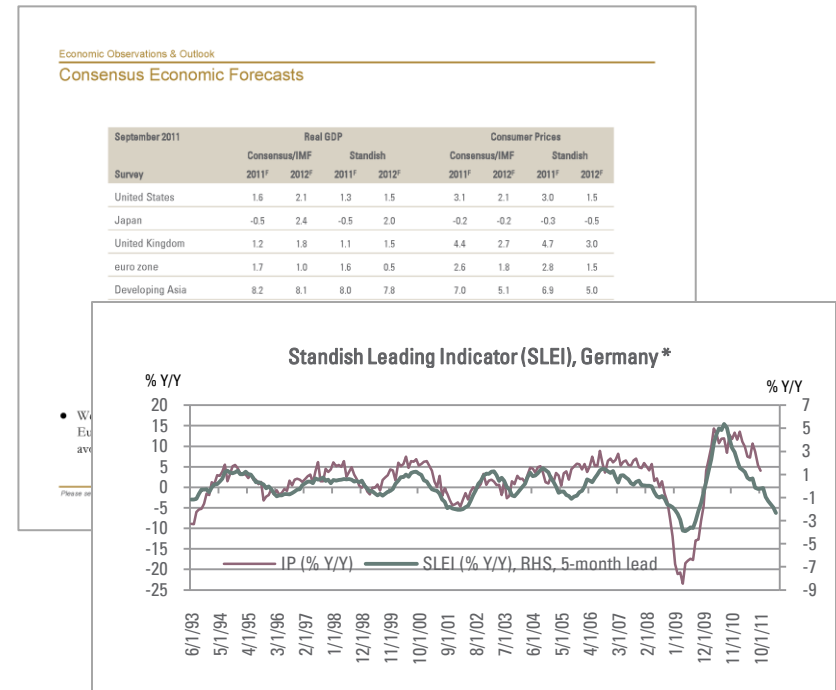 Economic Observations & Outlook
Consensus Economic Forecasts
September 2011 Real GDP Consumer Prices
Consensus/IMF Standish Consensus/IMF Standish
Survey 2011F 2012F 2011F 2012F 2011F 2012F 2011F 2012F
United States 1.6 2.1 1.3 1.5 3.1 2.1 3.0 1.5
Japan -0.5 2.4 -0.5 2.0 -0.2 -0.2 -0.3 -0.5
United Kingdom 1.2 1.8 1.1 1.5 4.4 2.7 4.7 3.0
euro zone 1.7 1.0 1.6 0.5 2.6 1.8 2.8 1.5
Developing Asia 8.2 8.1 8.0 7.8 7.0 5.1 6.9 5.0
Please
Standish Leading Indicator (SLEI), Germany *
% Y/Y % Y/Y
20 7
15 5
10 3
5 1
0 -1
-5 -3
-10 -5
-15 -7
-20 -9
-25
IP (% Y/Y) SLEI (% Y/Y), RHS, 5-month lead
6/1/93 5/1/94 4/1/95 3/1/96 2/1/97 1/1/98 12/1/98 11/1/99 10/1/00 9/1/01 8/1/02 7/1/03 6/1/04 5/1/05 4/1/06 3/1/07 2/1/08 1/1/09 12/1/09 11/1/10 10/1/11